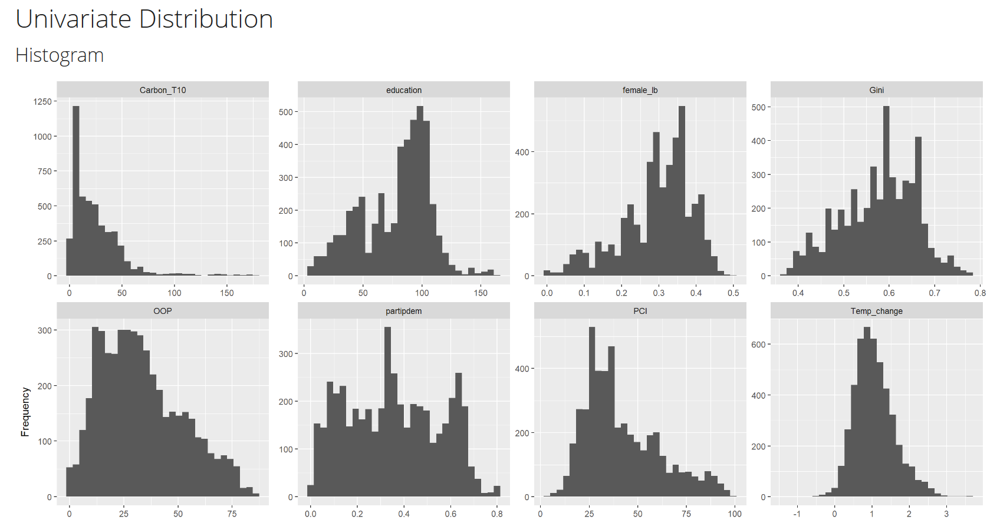 Univariate Distribution
Histogram
Carbon_T10
education
female_lb
Gini
1250
1000
750
500
250
0
500
400
300
200
100
0
400
200
0
500
400
300
200
100
0
0 50 100 150
0 50 100 150
0.0 0.1 0.2 0.3 0.4 0.5
0.4 0.5 0.6 0.7 0.8
OOP
partipdem
PCI
Temp_change
Frequency
300
200
100
0
300
200
100
0
400
200
0
600
400
200
0
0 25 50 75
0.0 0.2 0.4 0.6 0.8
0 25 50 75 100
-1 0 1 2 3